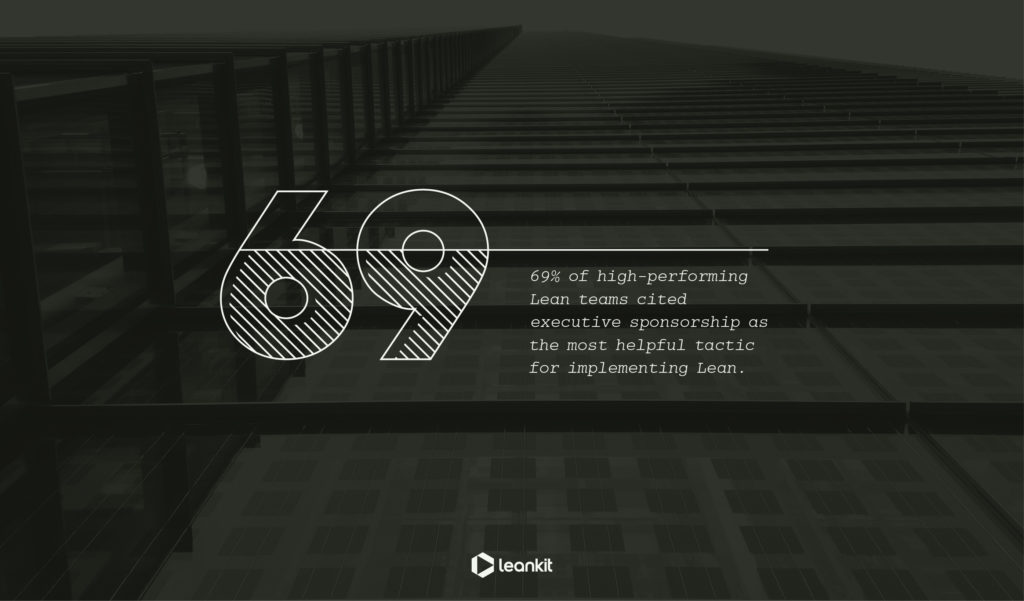 69
69% of high-performing
Lean teams cited
executive sponsorship as
the most helpful tactic
for implementing Lean.
leankit